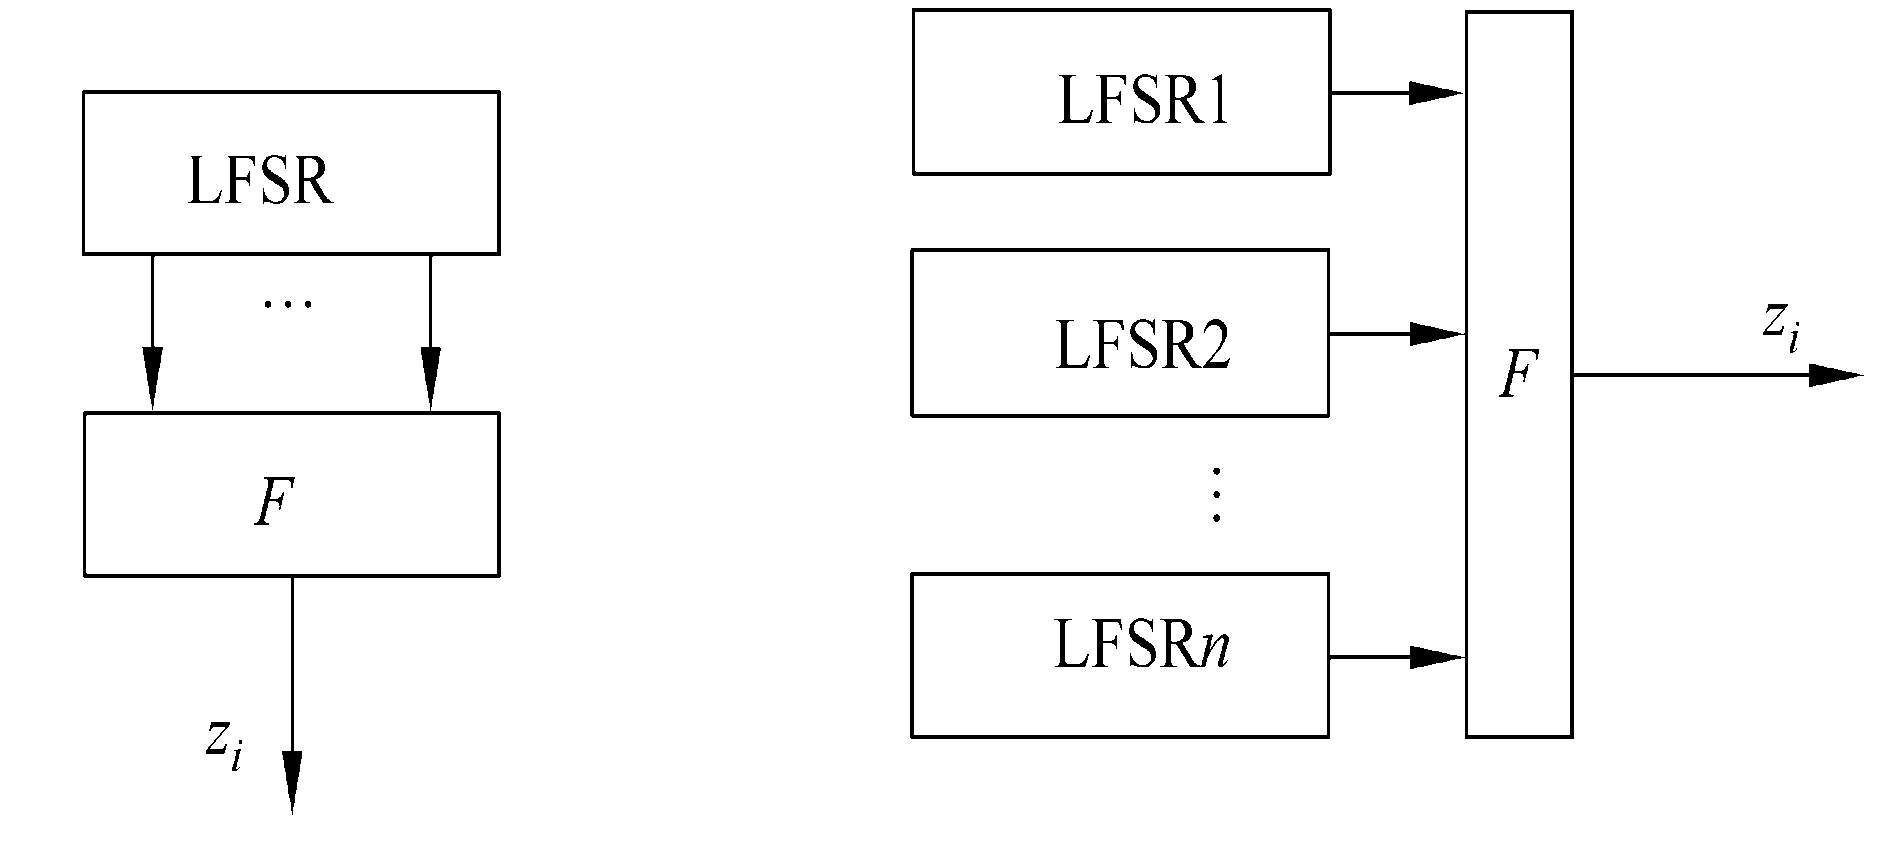 LFSR
...
F
z_i
LFSR1
LFSR2
⋮
LFSRn
F
z_i